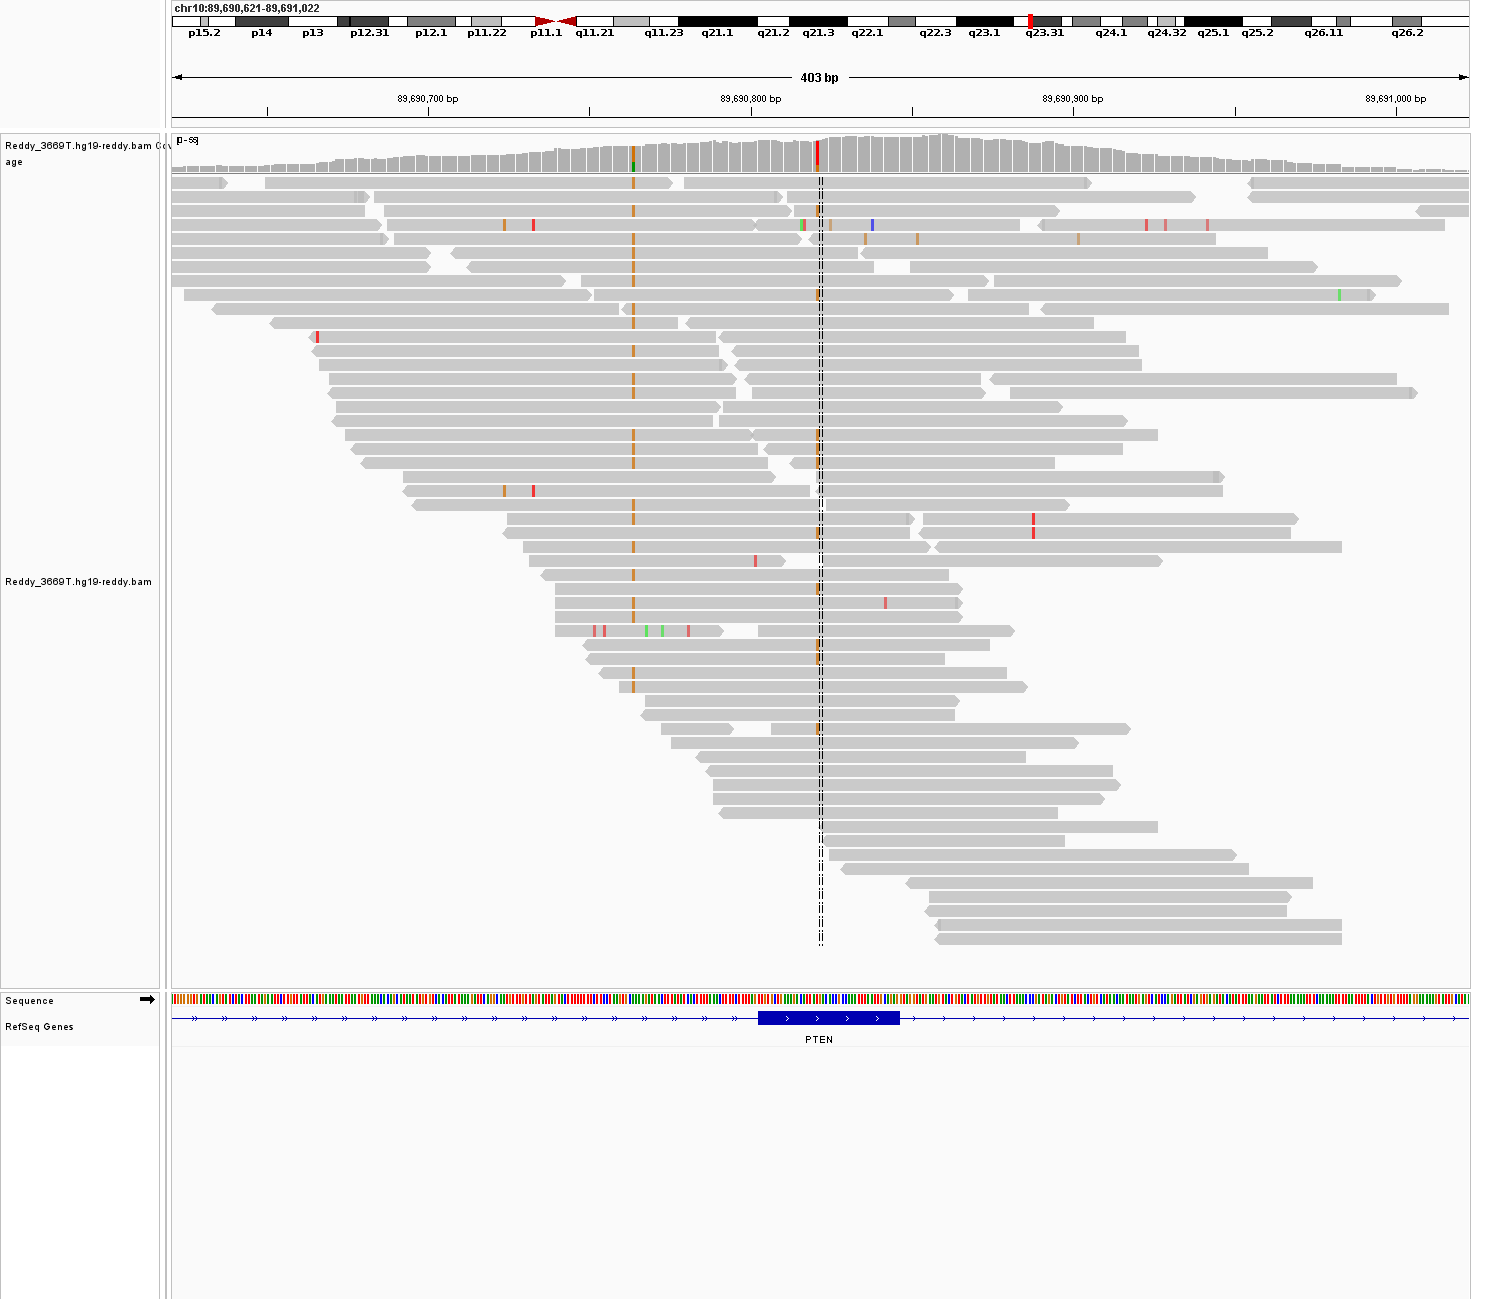 chr10:89,690,621-89,691,022
p15.2 p14 p13 p12.31 p12.1 p11.22 p11.1 q11.21 q11.23 q21.1 q21.2 q21.3 q22.1 q22.3 q23.1 q23.31 q24.1 q24.32 q25.1 q25.2 q26.11 q26.2
403 bp
89,690,700 bp 89,690,800 bp 89,690,900 bp 89,691,000 bp
Reddy_3669T.hg19-reddy.bam Cov
age
Reddy_3669T.hg19-reddy.bam
Sequence
RefSeq Genes
PTEN